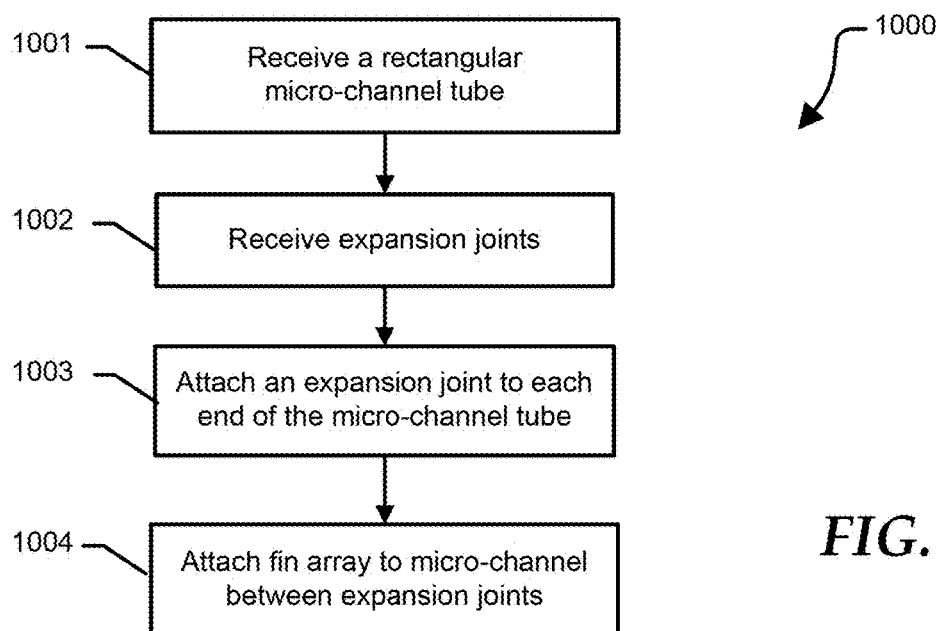 1001
Receive a rectangular
micro-channel tube
1000
1002
Receive expansion joints
1003
Attach an expansion joint to each
end of the micro-channel tube
1004
Attach fin array to micro-channel
between expansion joints
FIG.